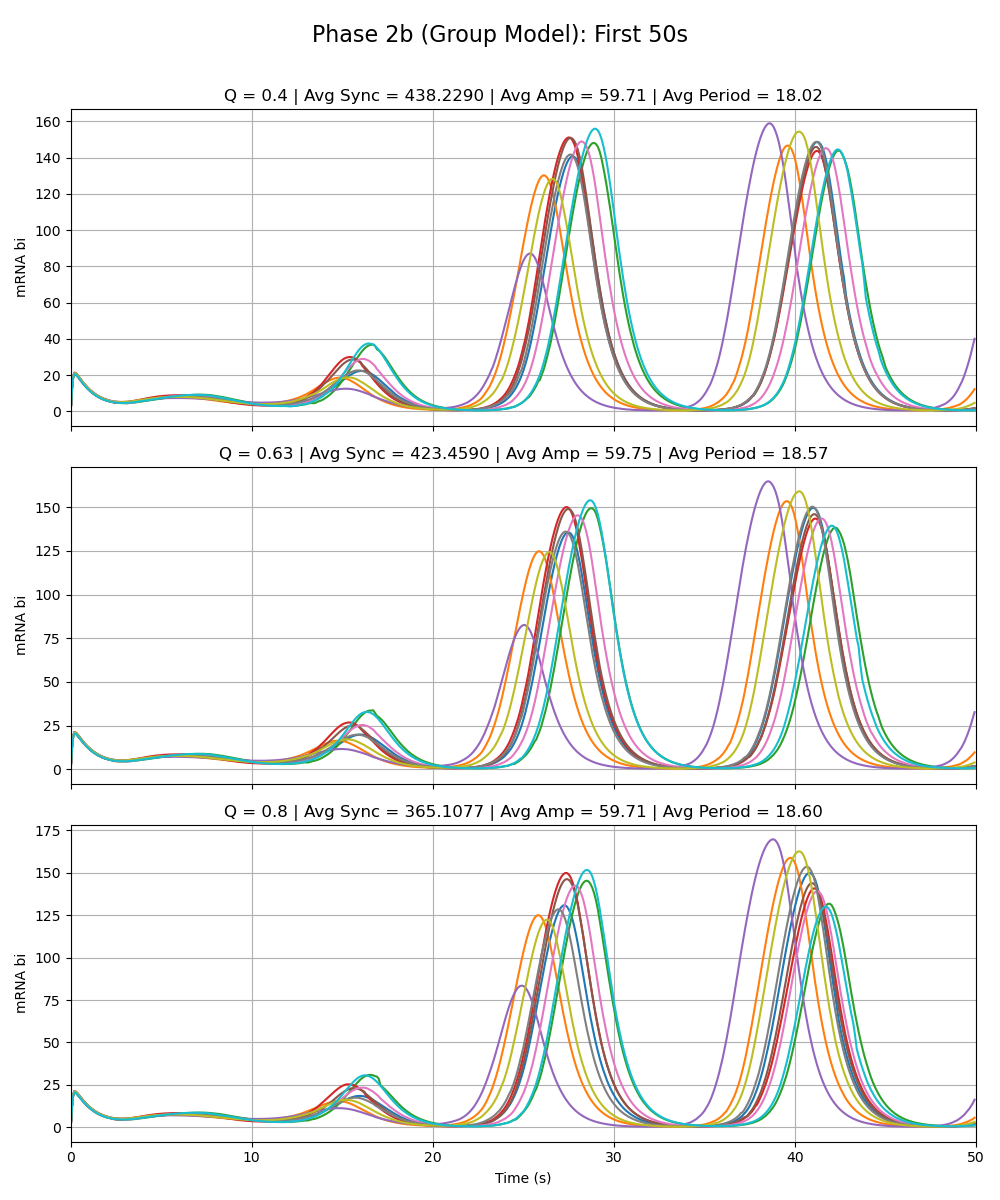 Phase 2b (Group Model): First 50s
Q = 0.4 | Avg Sync = 438.2290 | Avg Amp = 59.71 | Avg Period = 18.02
160
140
120
100
80
60
40
20
0
mRNA bi
Q = 0.63 | Avg Sync = 423.4590 | Avg Amp = 59.75 | Avg Period = 18.57
150
125
100
75
50
25
0
mRNA bi
Q = 0.8 | Avg Sync = 365.1077 | Avg Amp = 59.71 | Avg Period = 18.60
175
150
125
100
75
50
25
0
mRNA bi
0 10 20 30 40 50
Time (s)